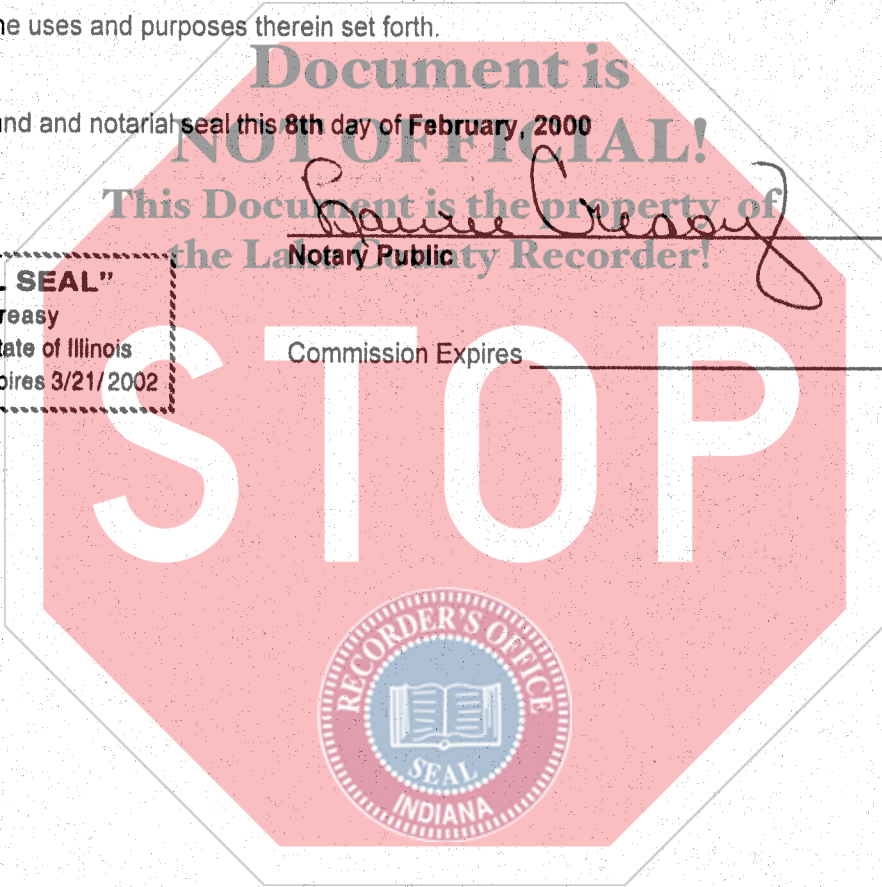 he uses and purposes therein set forth.
Document is
and and notarial seal this 8th day of February, 2000
NOT OFFICIAL!
This Document is the property of
the Lake County Recorder!
Notary Public
L SEAL"
reasy
tate of Illinois
pires 3/21/2002
Commission Expires
STOP
RECORDER'S OFFICE
SEAL
INDIANA